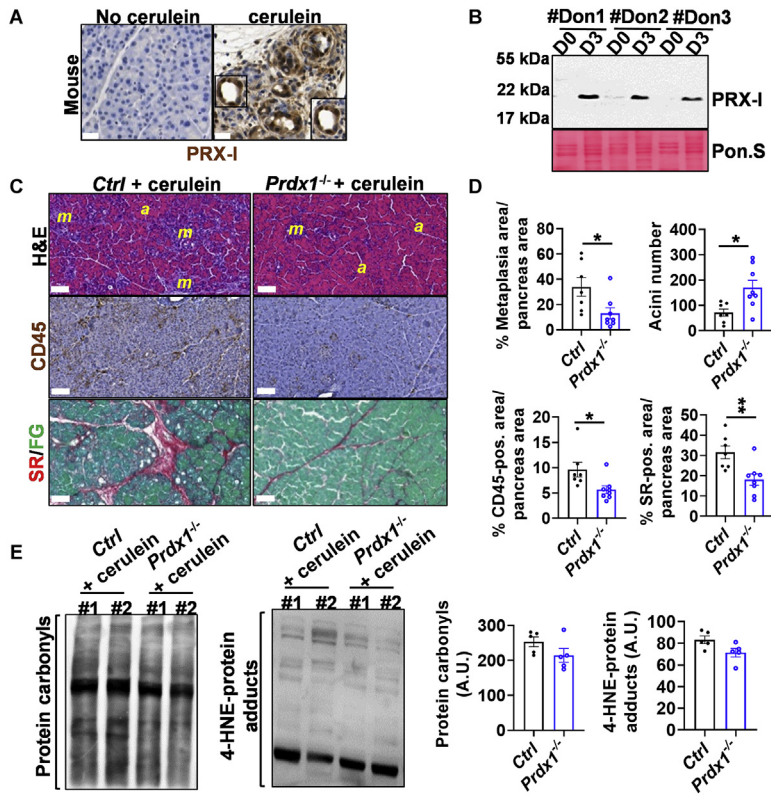 A
No cerulein
cerulein
Mouse
PRX-I
B
#Don1 #Don2 #Don3
D0 D3 D0 D3 D0 D3
55 kDa
22 kDa
17 kDa
PRX-I
Pon.S
C
Ctrl + cerulein
Prdx1-/- + cerulein
H&E
m a m m
m a a
CD45
SR/FG
D
% Metaplasia area/
pancreas area
80
60
40
20
0
*
Ctrl
Prdx1-/-
Acini number
400
300
200
100
0
*
Ctrl
Prdx1-/-
% CD45-pos. area/
pancreas area
20
15
10
5
0
*
Ctrl
Prdx1-/-
% SR-pos. area/
pancreas area
50
40
30
20
10
0
**
Ctrl
Prdx1-/-
E
Ctrl
+ cerulein
Prdx1-/-
+ cerulein
#1 #2 #1 #2
Protein carbonyls
Ctrl
+ cerulein
Prdx1-/-
+ cerulein
#1 #2 #1 #2
4-HNE-protein
adducts
Protein carbonyls
(A.U.)
300
200
100
0
Ctrl
Prdx1-/-
4-HNE-protein
adducts (A.U.)
100
80
60
40
20
0
Ctrl
Prdx1-/-